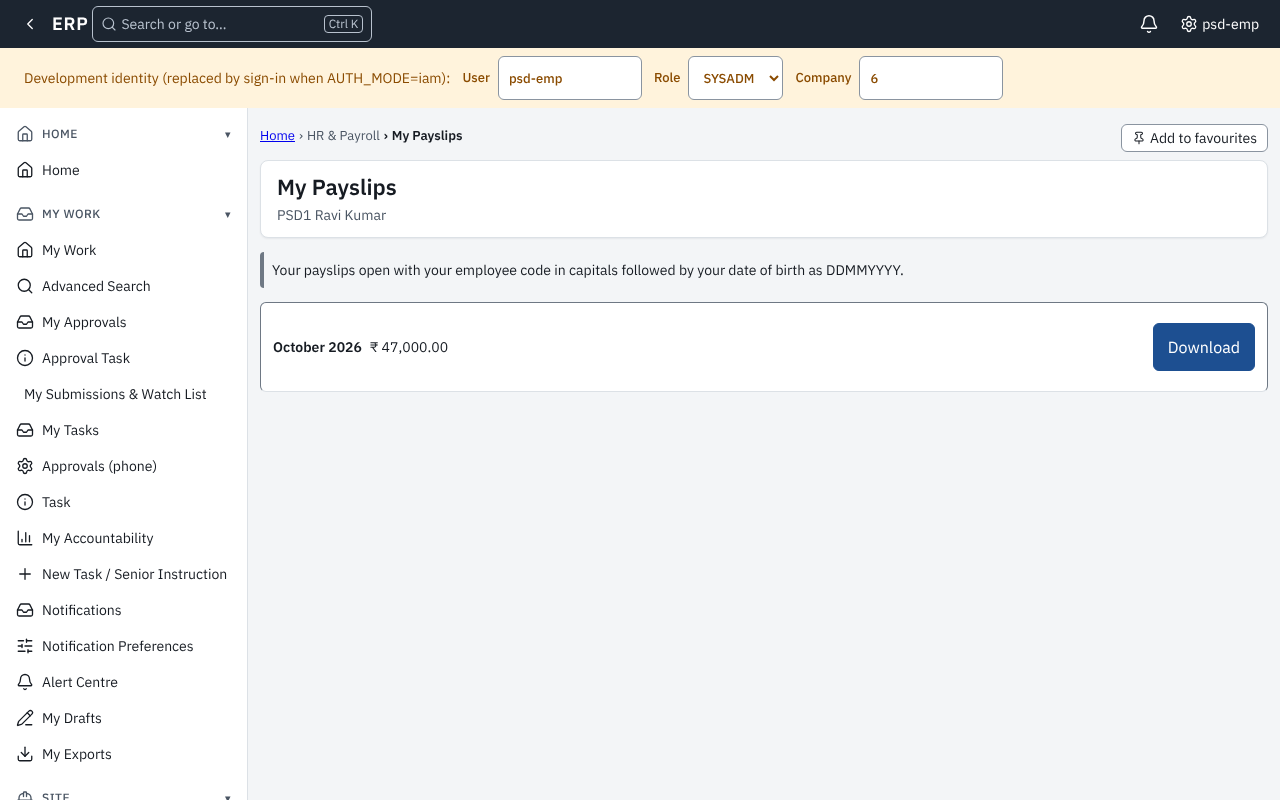 ERP
Search or go to…
Ctrl K
psd-emp
Development identity (replaced by sign-in when AUTH_MODE=iam):
User
psd-emp
Role
SYSADM
Company
6
HOME
Home
MY WORK
My Work
Advanced Search
My Approvals
Approval Task
My Submissions & Watch List
My Tasks
Approvals (phone)
Task
My Accountability
New Task / Senior Instruction
Notifications
Notification Preferences
Alert Centre
My Drafts
My Exports
SITE
Home › HR & Payroll › My Payslips
Add to favourites
My Payslips
PSD1 Ravi Kumar
Your payslips open with your employee code in capitals followed by your date of birth as DDMMYYYY.
October 2026 ₹ 47,000.00
Download